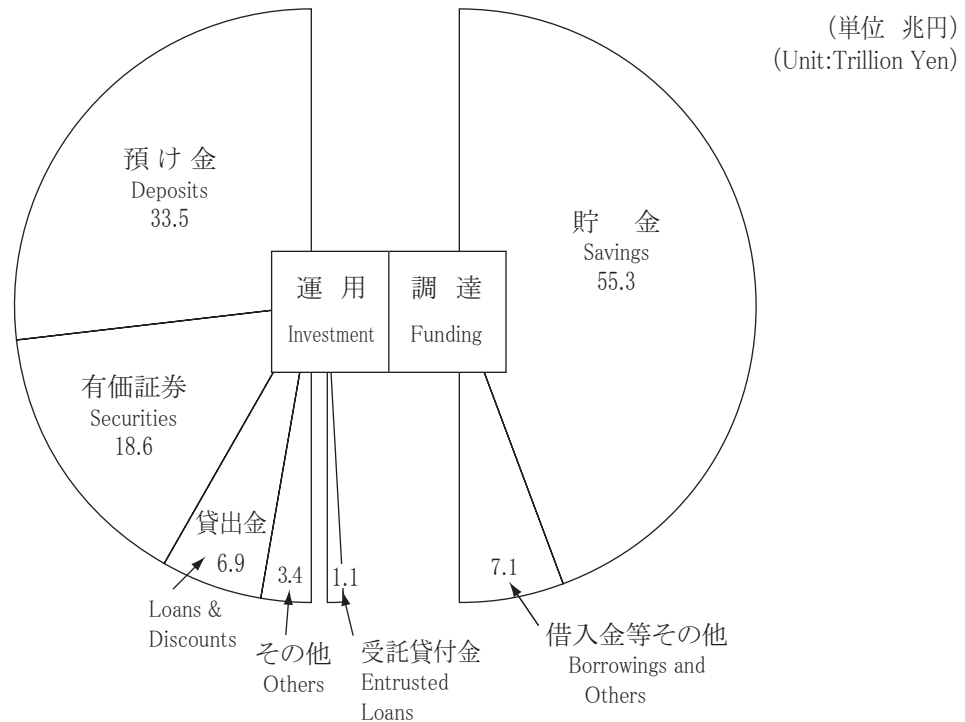 (単位 兆円)
(Unit:Trillion Yen)
預け金
Deposits
33.5
貯 金
Savings
55.3
運 用
Investment
調 達
Funding
有価証券
Securities
18.6
貸出金
6.9
Loans &
Discounts
3.4
その他
Others
1.1
受託貸付金
Entrusted
Loans
7.1
借入金等その他
Borrowings and
Others